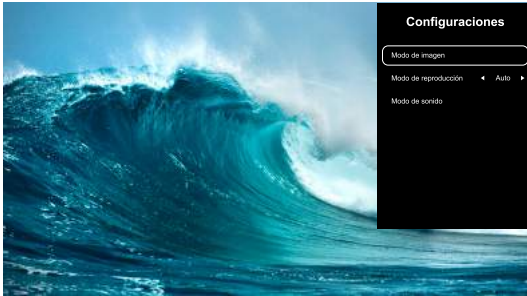 Configuraciones
Modo de imagen
Modo de reproducción Auto
Modo de sonido